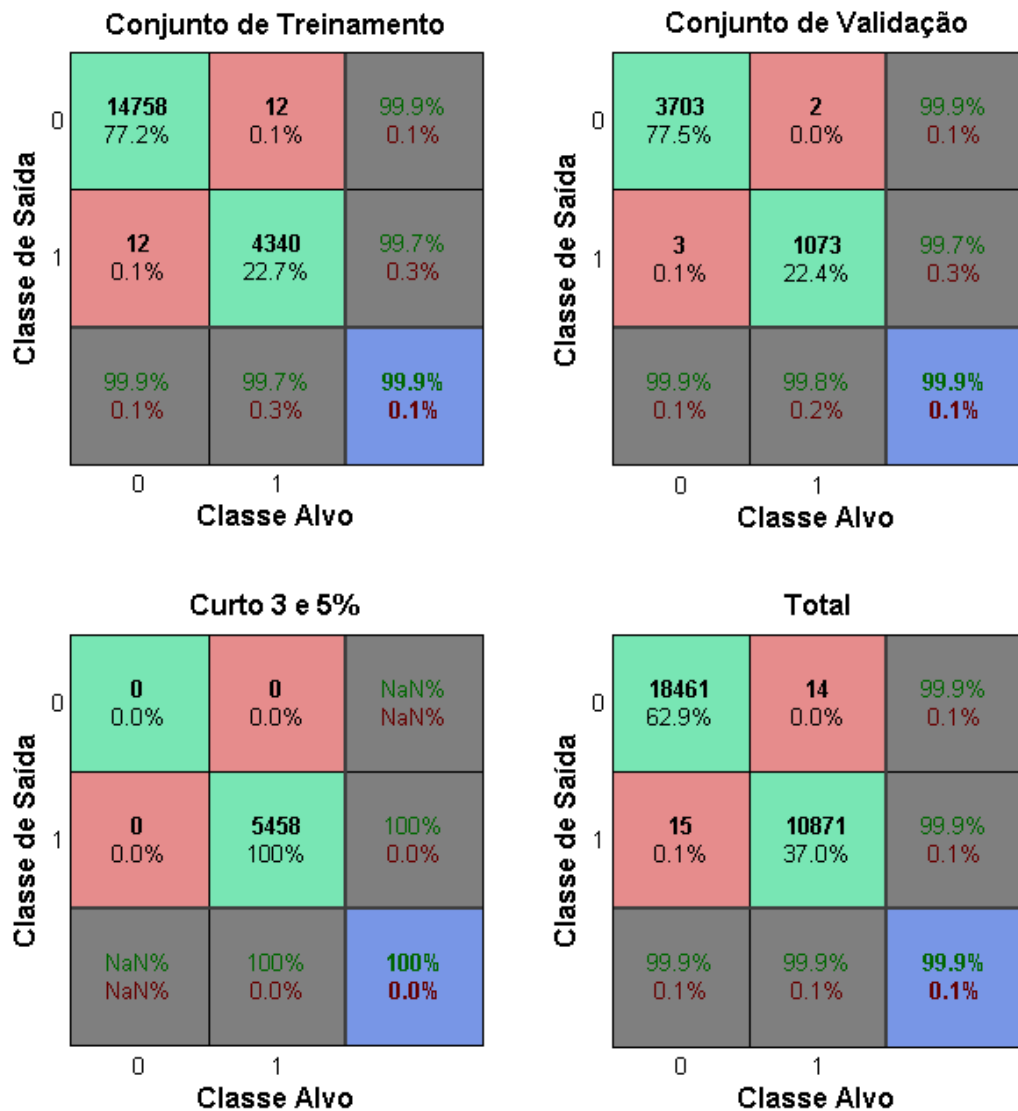 Conjunto de Treinamento
14758 12 99.9%
0 77.2% 0.1% 0.1%
12 4340 99.7%
1 0.1% 22.7% 0.3%
99.9% 99.7% 99.9%
0.1% 0.3% 0.1%
0 1
Classe Alvo
Classe de Saída
Conjunto de Validação
3703 2 99.9%
0 77.5% 0.0% 0.1%
3 1073 99.7%
1 0.1% 22.4% 0.3%
99.9% 99.8% 99.9%
0.1% 0.2% 0.1%
0 1
Classe Alvo
Classe de Saída
Curto 3 e 5%
0 0 NaN%
0 0.0% 0.0% NaN%
0 5458 100%
1 0.0% 100% 0.0%
NaN% 100% 100%
NaN% 0.0% 0.0%
0 1
Classe Alvo
Classe de Saída
Total
18461 14 99.9%
0 62.9% 0.0% 0.1%
15 10871 99.9%
1 0.1% 37.0% 0.1%
99.9% 99.9% 99.9%
0.1% 0.1% 0.1%
0 1
Classe Alvo
Classe de Saída